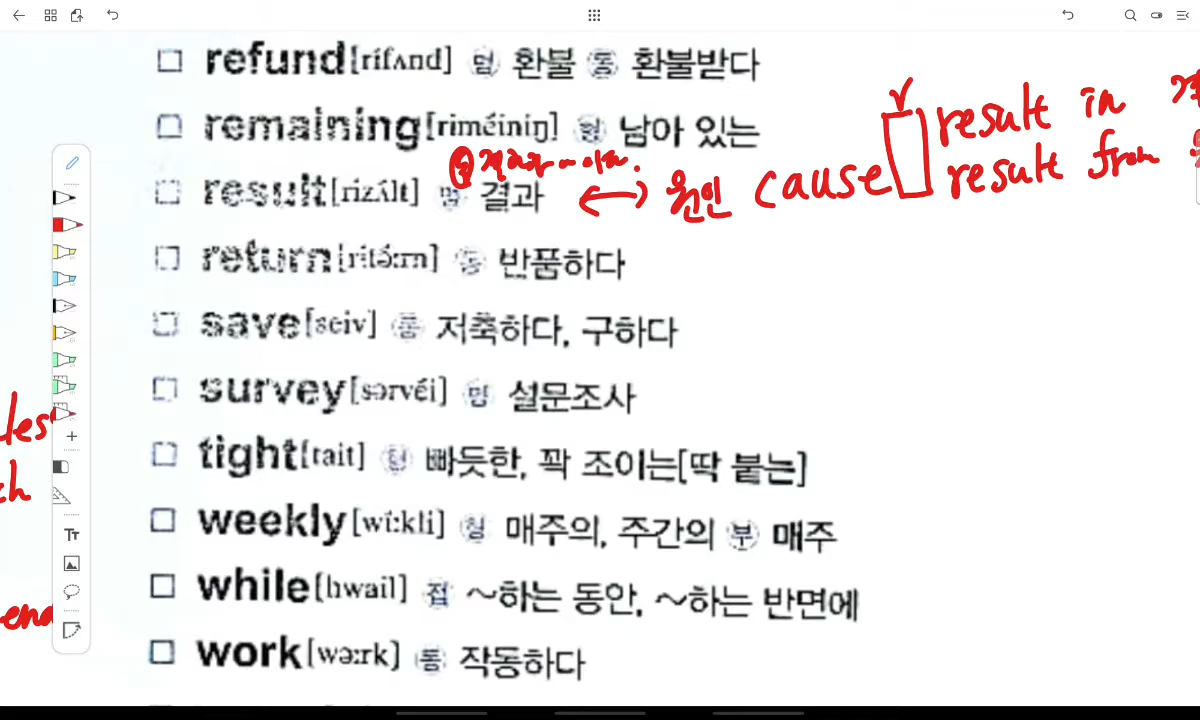 refund[rífʌnd] 명 환불 동 환불받다
remaining[riméiniŋ] 형 남아 있는
result in
result from
result[rizʌ́lt] 명 결과 ↔ 원인 cause
return[ritə́ːrn] 동 반품하다
save[seiv] 동 저축하다, 구하다
survey[sərvéi] 명 설문조사
tight[tait] 형 빠듯한, 꽉 조이는[딱 붙는]
weekly[wíːkli] 형 매주의, 주간의 부 매주
while[hwail] 접 ~하는 동안, ~하는 반면에
work[wəːrk] 동 작동하다
Tт